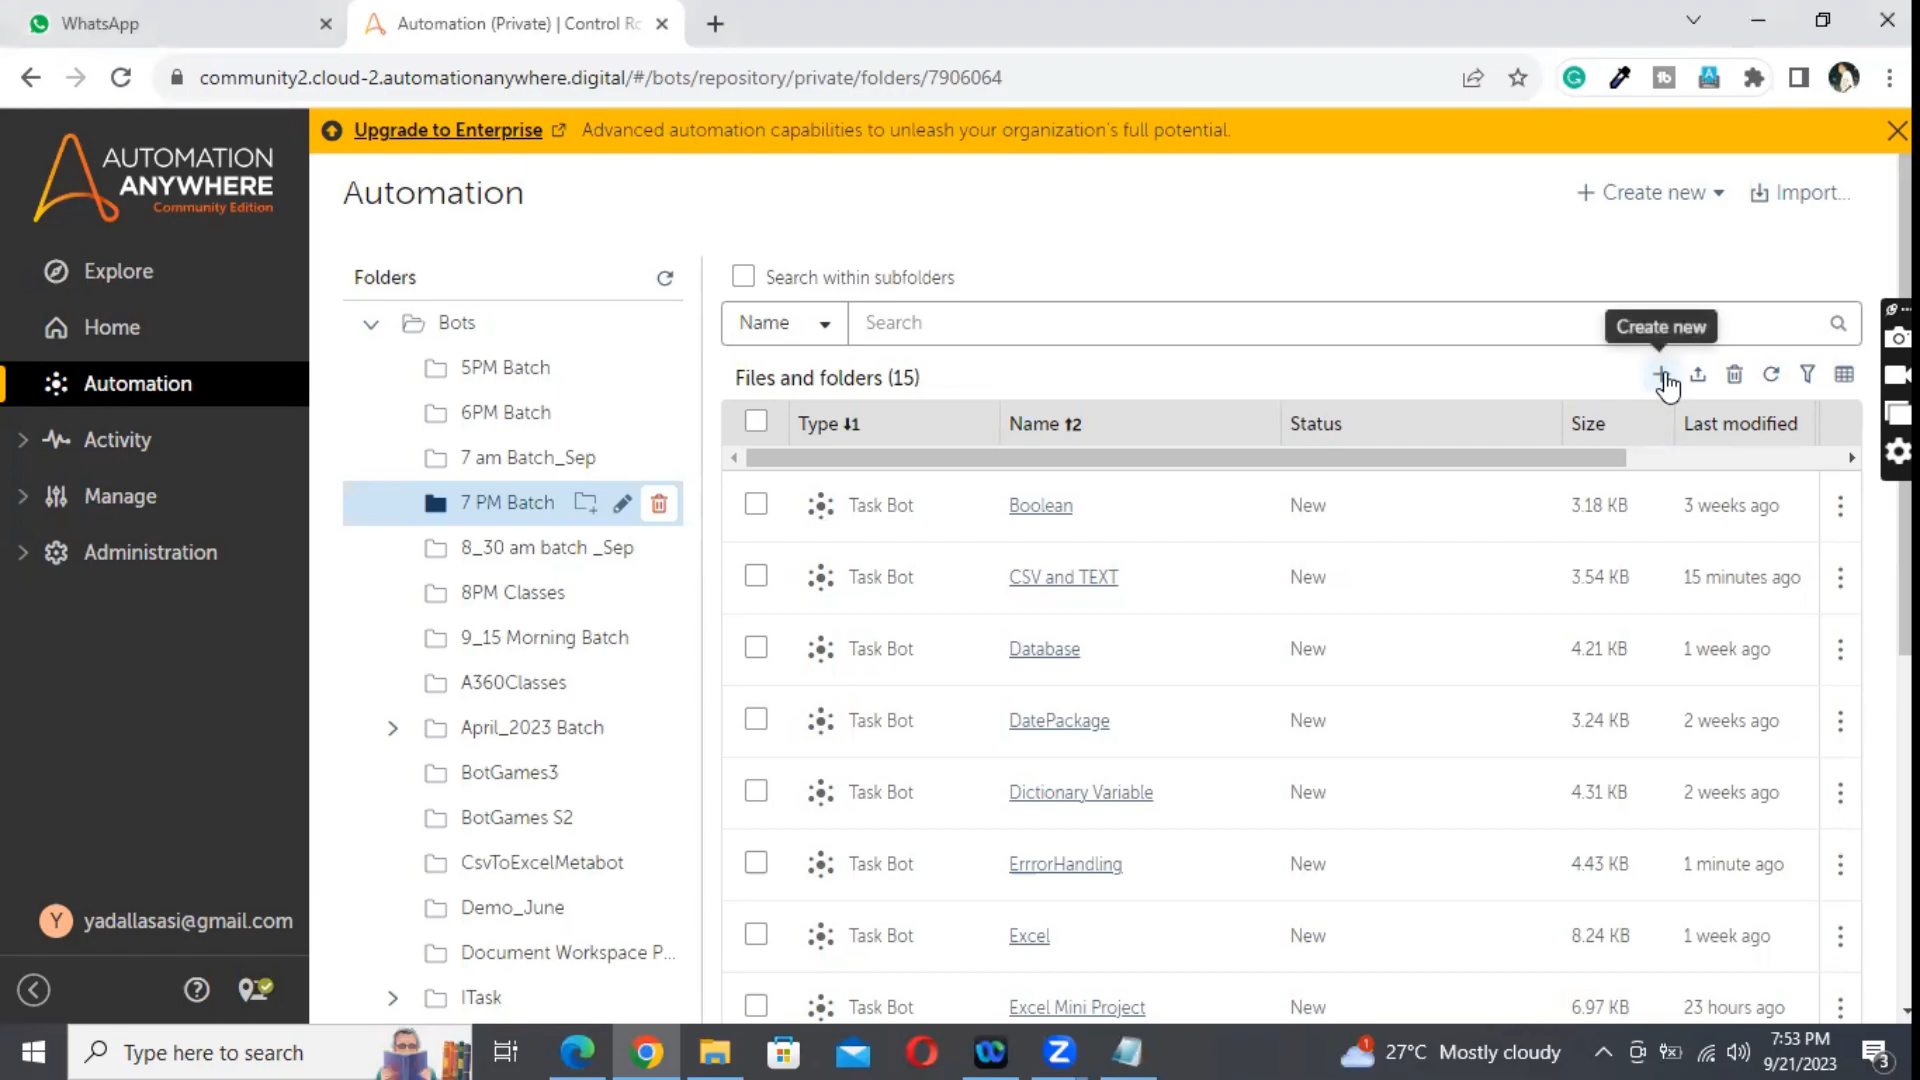 WhatsApp
Automation (Private) | Control Ro
community2.cloud-2.automationanywhere.digital/#/bots/repository/private/folders/7906064
Upgrade to Enterprise Advanced automation capabilities to unleash your organization's full potential.
AUTOMATION
ANYWHERE
Community Edition
Explore
Home
Automation
Activity
Manage
Administration
yadallasasi@gmail.com
Y
Automation
Create new
Import...
Folders
Bots
5PM Batch
6PM Batch
7 am Batch_Sep
7 PM Batch
8_30 am batch _Sep
8PM Classes
9_15 Morning Batch
A360Classes
April_2023 Batch
BotGames3
BotGames S2
CsvToExcelMetabot
Demo_June
Document Workspace P...
ITask
Search within subfolders
Name Search
Create new
Files and folders (15)
Type 1 Name 2 Status Size Last modified
Task Bot Boolean New 3.18 KB 3 weeks ago
Task Bot CSV and TEXT New 3.54 KB 15 minutes ago
Task Bot Database New 4.21 KB 1 week ago
Task Bot DatePackage New 3.24 KB 2 weeks ago
Task Bot Dictionary Variable New 4.31 KB 2 weeks ago
Task Bot ErrrorHandling New 4.43 KB 1 minute ago
Task Bot Excel New 8.24 KB 1 week ago
Task Bot Excel Mini Project New 6.97 KB 23 hours ago
Type here to search
27°C Mostly cloudy
7:53 PM
9/21/2023
3